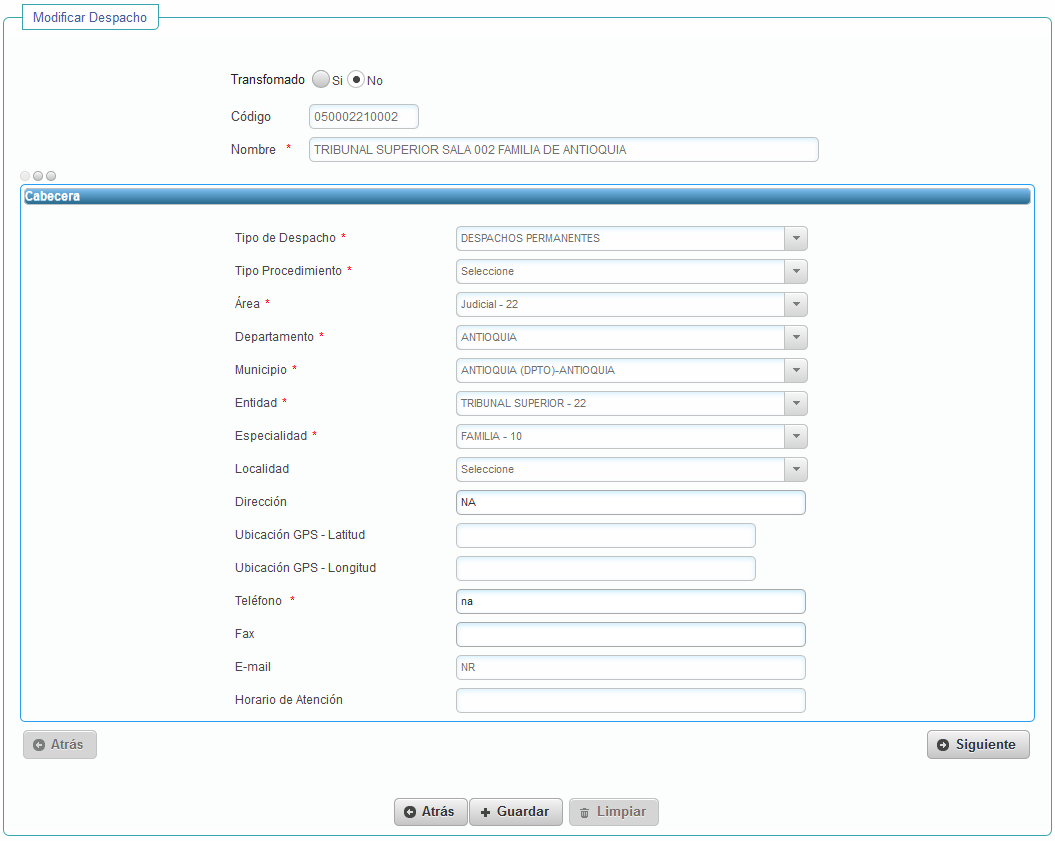 Modificar Despacho
Transfomado Si No
Código 050002210002
Nombre * TRIBUNAL SUPERIOR SALA 002 FAMILIA DE ANTIOQUIA
Cabecera
Tipo de Despacho * DESPACHOS PERMANENTES
Tipo Procedimiento * Seleccione
Área * Judicial - 22
Departamento * ANTIOQUIA
Municipio * ANTIOQUIA (DPTO)-ANTIOQUIA
Entidad * TRIBUNAL SUPERIOR - 22
Especialidad * FAMILIA - 10
Localidad Seleccione
Dirección NA
Ubicación GPS - Latitud
Ubicación GPS - Longitud
Teléfono * na
Fax
E-mail NR
Horario de Atención
Atrás Siguiente
Atrás Guardar Limpiar